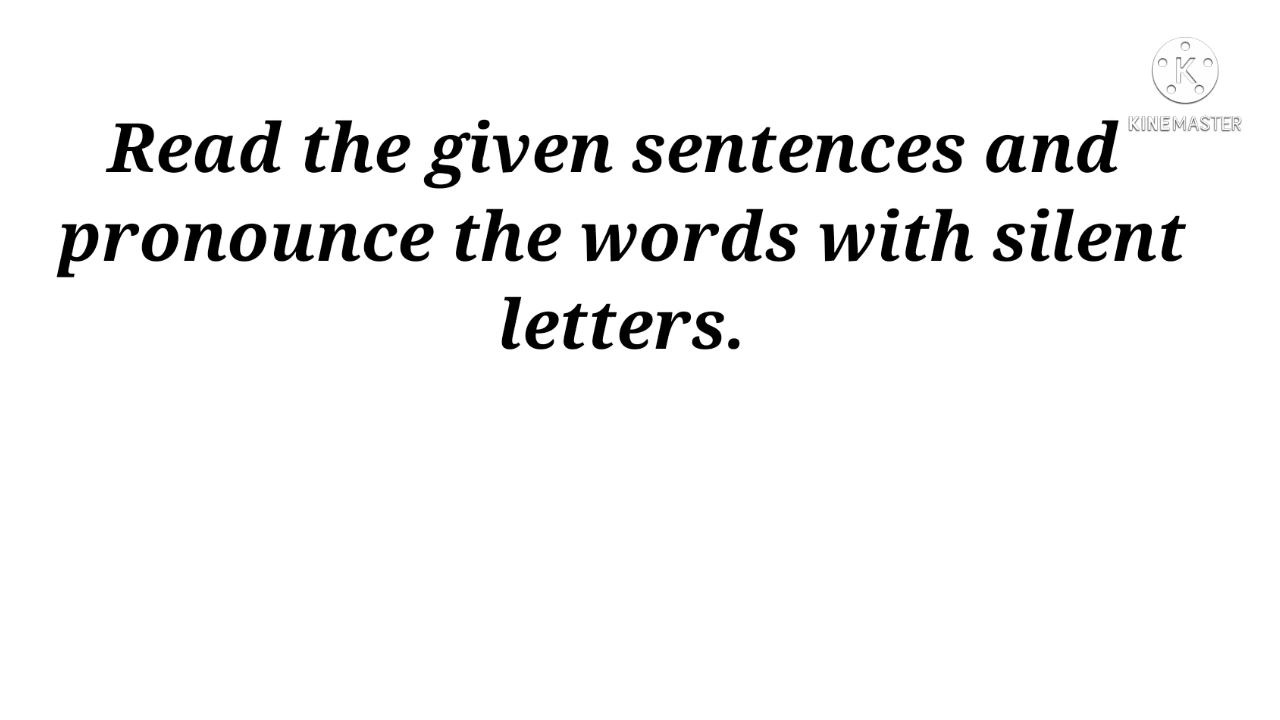 Read the given sentences and
pronounce the words with silent
letters.
K
KINEMASTER